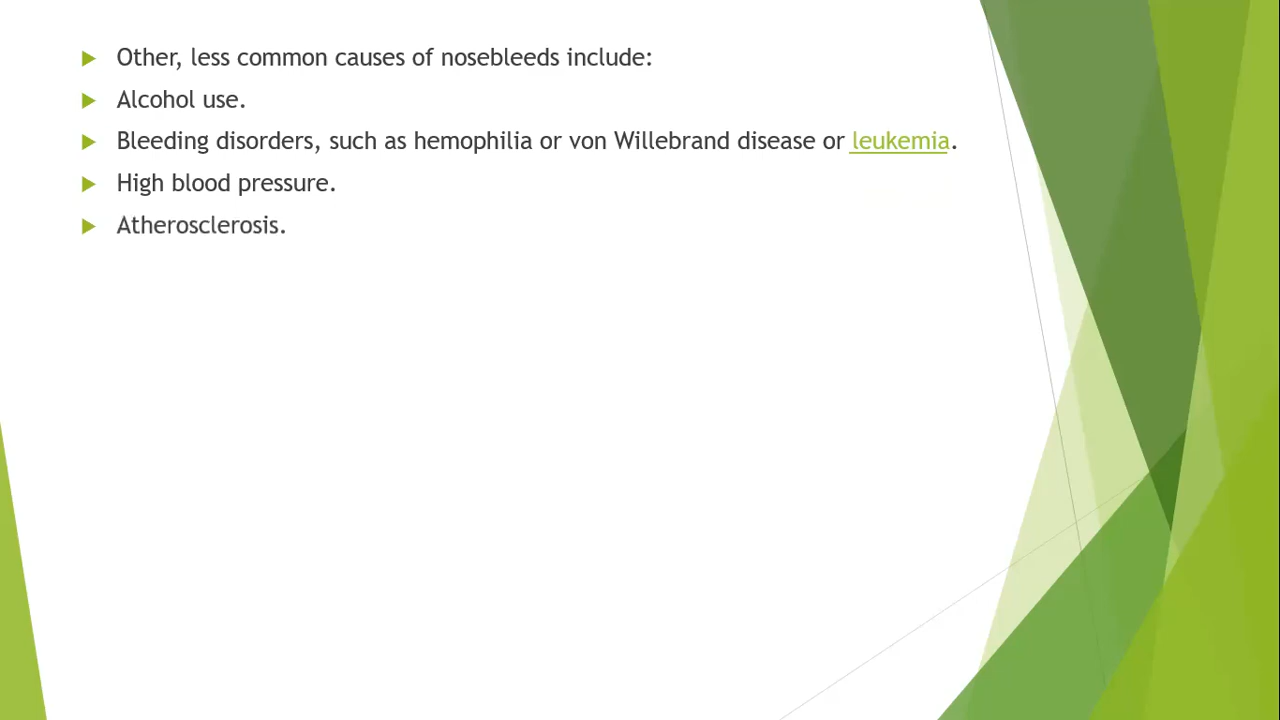 Other, less common causes of nosebleeds include:
Alcohol use.
Bleeding disorders, such as hemophilia or von Willebrand disease or leukemia.
High blood pressure.
Atherosclerosis.